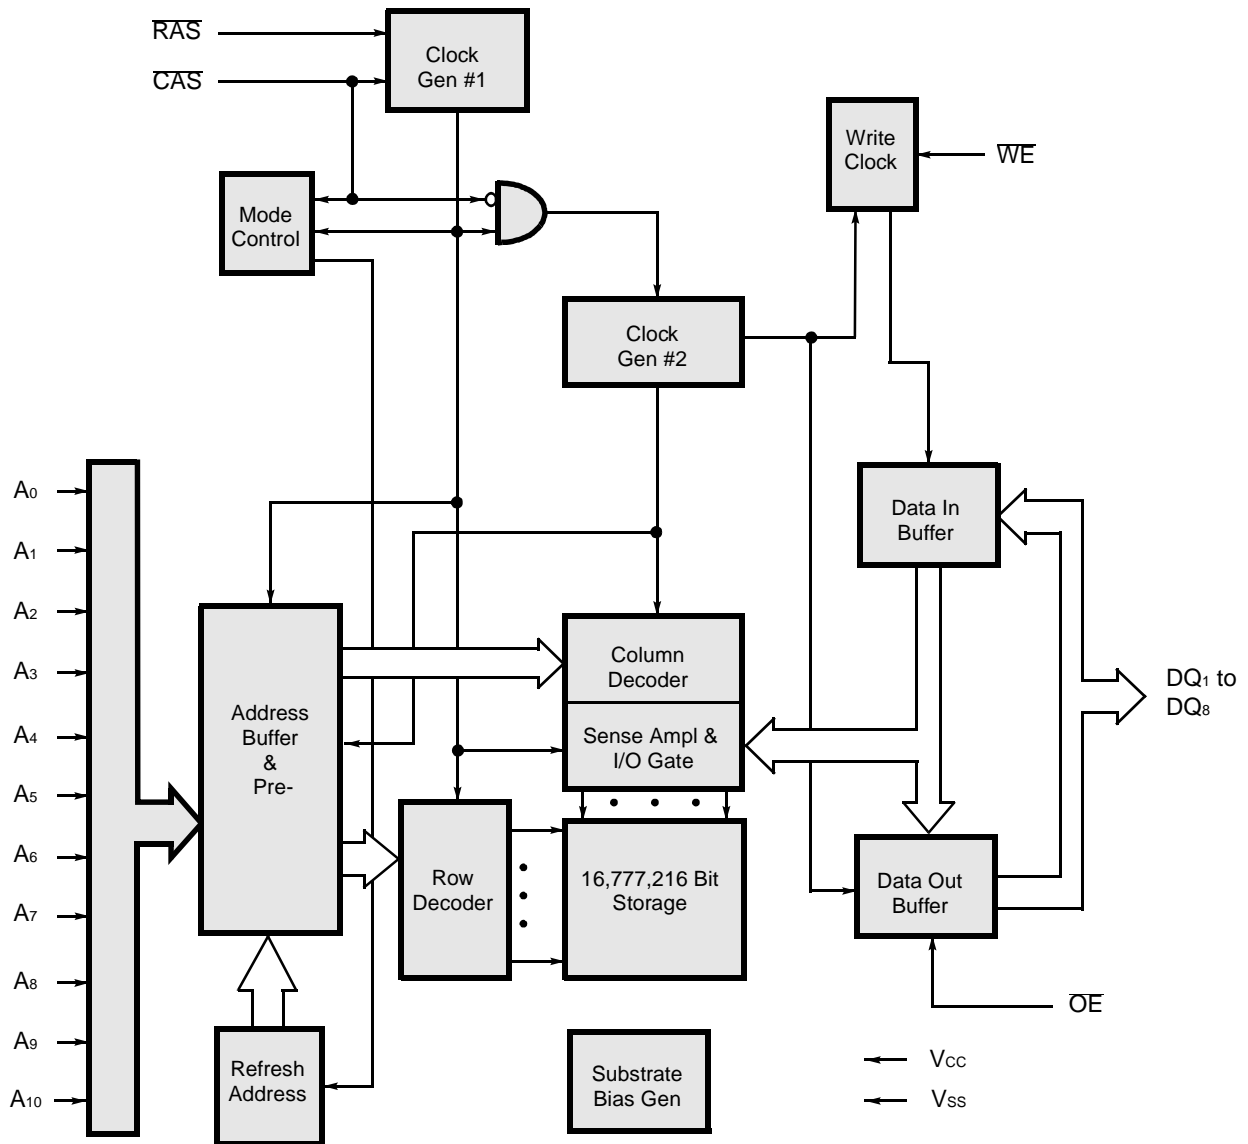 RAS
CAS
Clock
Gen #1
Write
Clock
WE
Mode
Control
Clock
Gen #2
A0
A1
A2
A3
A4
A5
A6
A7
A8
A9
A10
Data In
Buffer
Address
Buffer
&
Pre-
Column
Decoder
Sense Ampl &
I/O Gate
DQ1 to
DQ8
Row
Decoder
16,777,216 Bit
Storage
Data Out
Buffer
OE
Refresh
Address
Substrate
Bias Gen
VCC
VSS